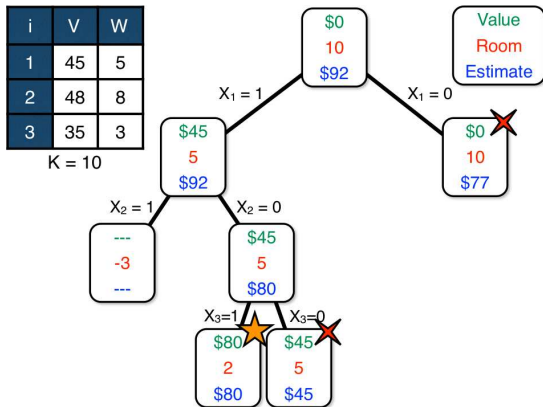 i V W
1 45 5
2 48 8
3 35 3
K = 10
$0
10
$92
Value
Room
Estimate
X₁ = 1
X₁ = 0
$45
5
$92
$0
10
$77
X₂ = 1
X₂ = 0
---
-3
---
$45
5
$80
X₃=1
X₃=0
$80
2
$80
$45
5
$45